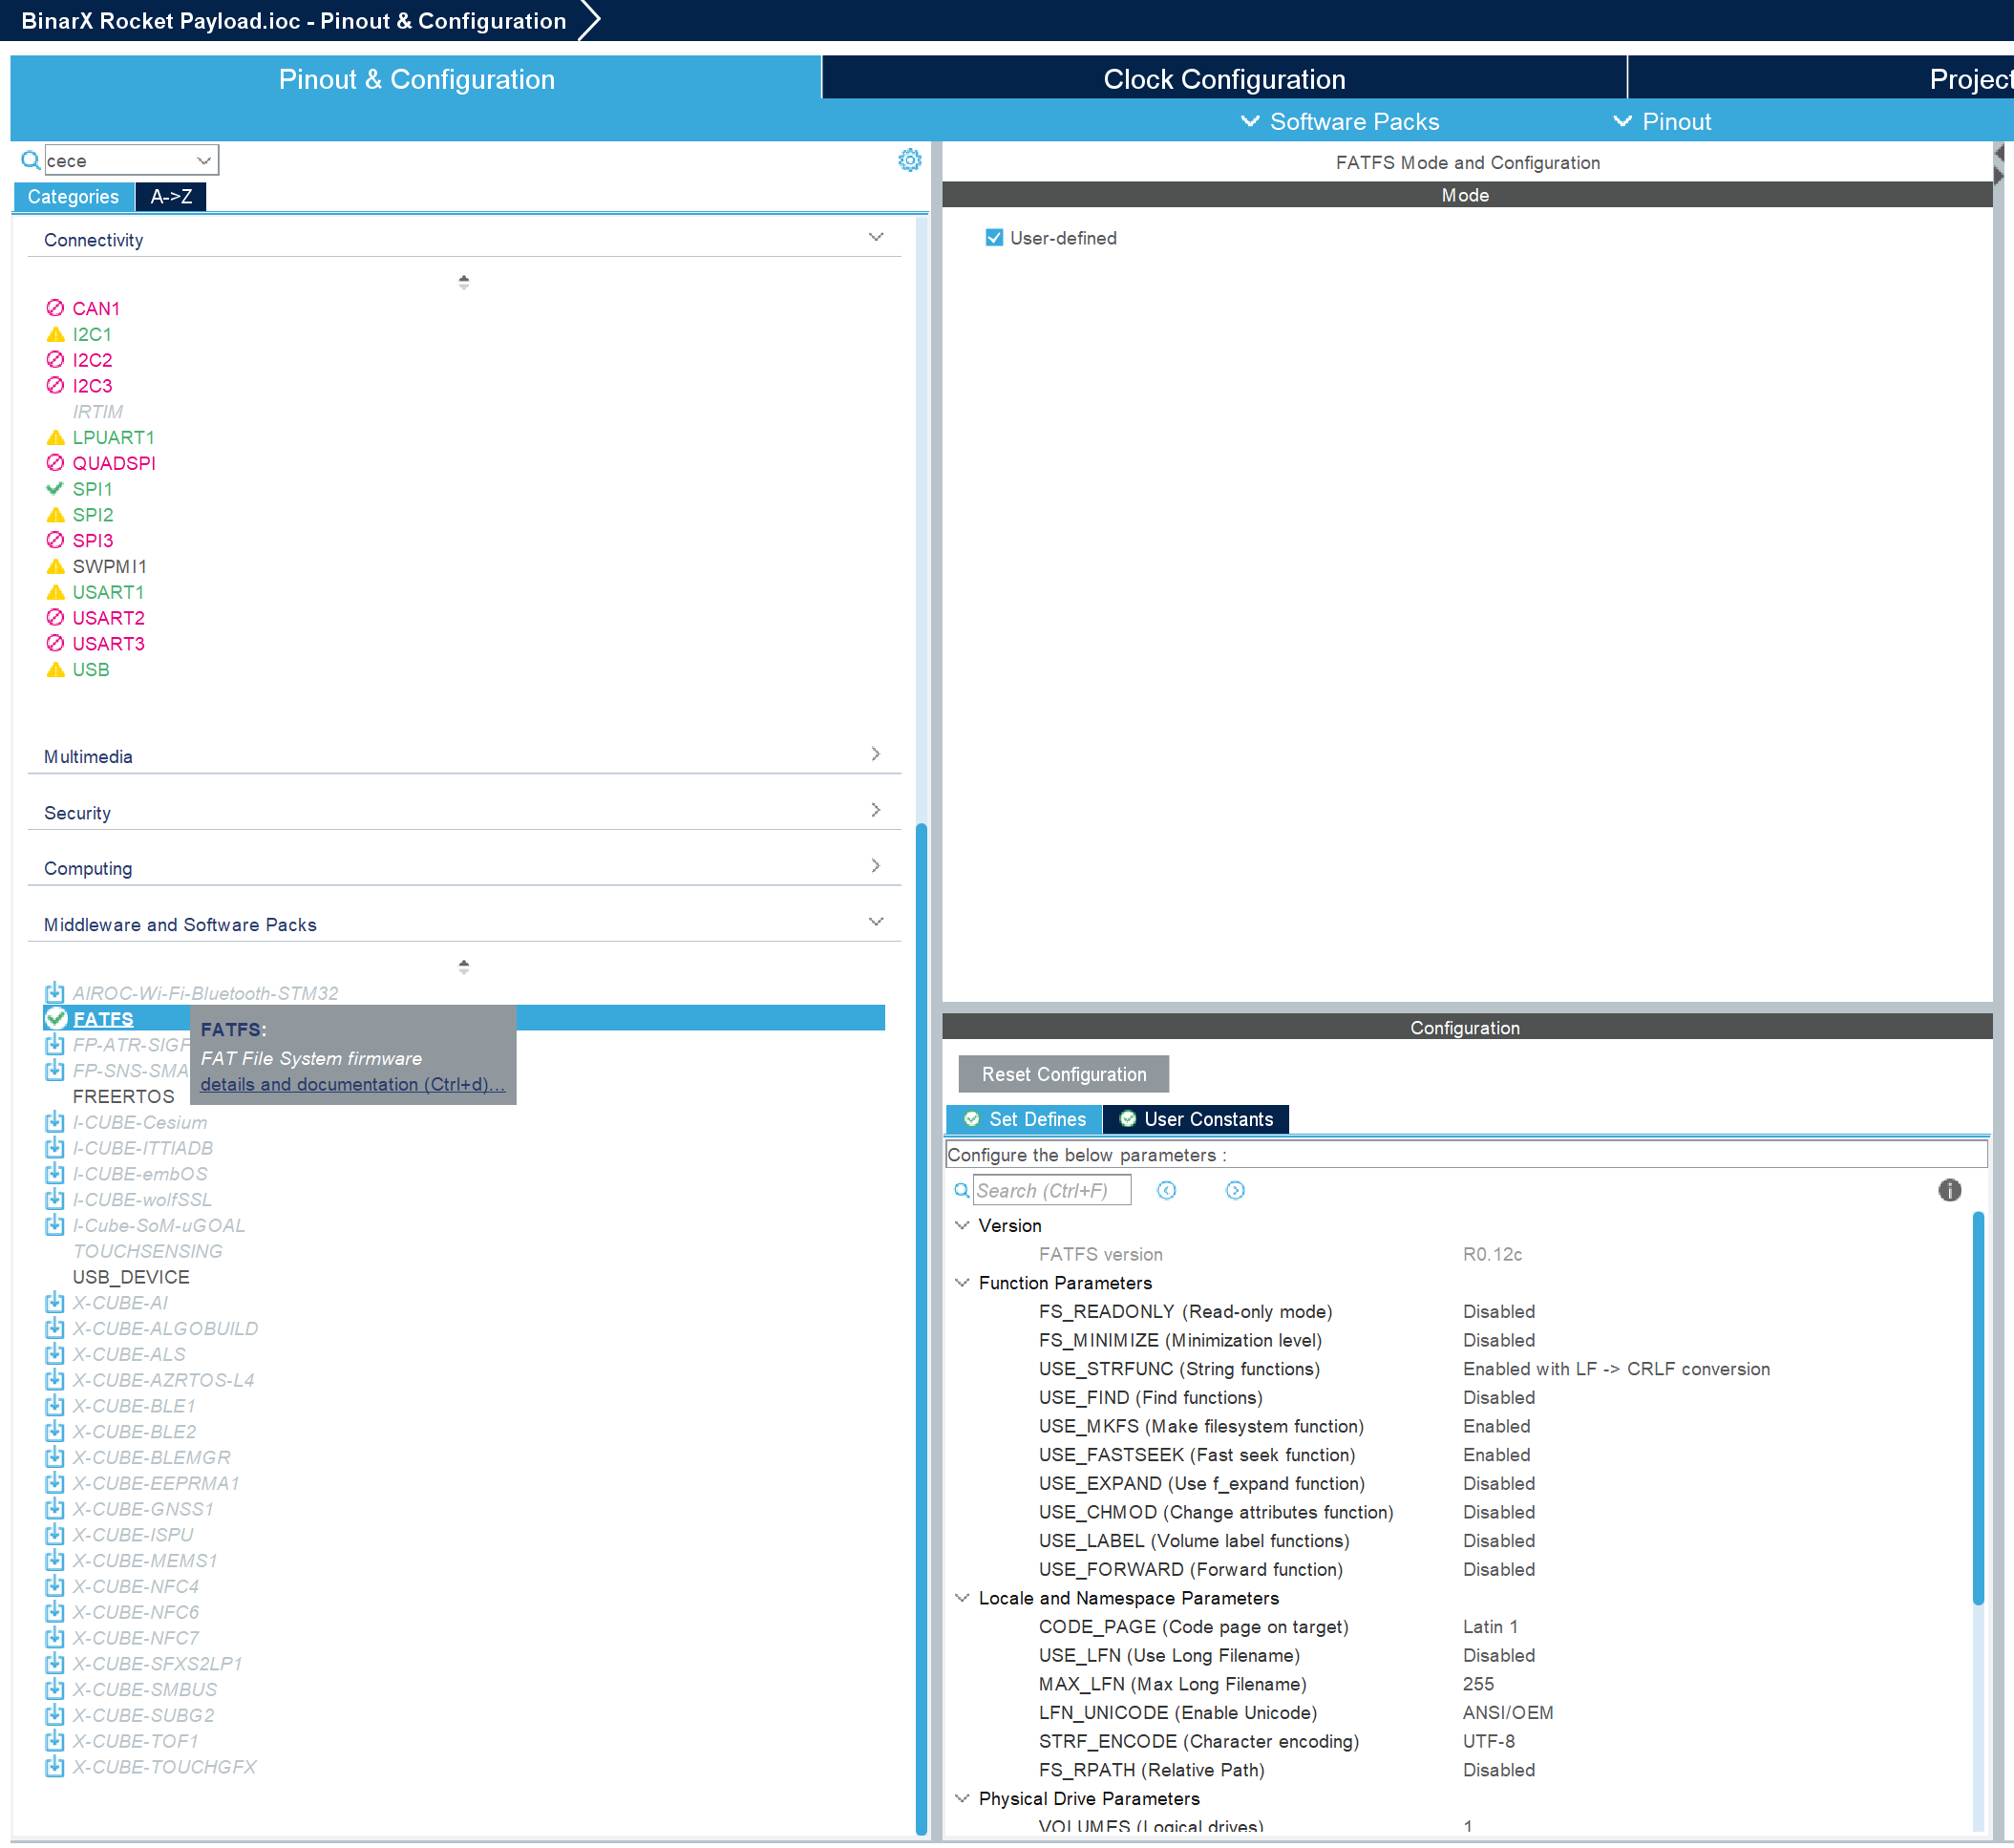 BinarX Rocket Payload.ioc - Pinout & Configuration
Pinout & Configuration
Clock Configuration
Project
Software Packs
Pinout
cece
Categories
A->Z
Connectivity
CAN1
I2C1
I2C2
I2C3
IRTIM
LPUART1
QUADSPI
SPI1
SPI2
SPI3
SWPMI1
USART1
USART2
USART3
USB
Multimedia
Security
Computing
Middleware and Software Packs
AIROC-Wi-Fi-Bluetooth-STM32
FATFS
FP-ATR-SIGF
FP-SNS-SMA
FREERTOS
I-CUBE-Cesium
I-CUBE-ITTIADB
I-CUBE-embOS
I-CUBE-wolfSSL
I-Cube-SoM-uGOAL
TOUCHSENSING
USB_DEVICE
X-CUBE-AI
X-CUBE-ALGOBUILD
X-CUBE-ALS
X-CUBE-AZRTOS-L4
X-CUBE-BLE1
X-CUBE-BLE2
X-CUBE-BLEMGR
X-CUBE-EEPRMA1
X-CUBE-GNSS1
X-CUBE-ISPU
X-CUBE-MEMS1
X-CUBE-NFC4
X-CUBE-NFC6
X-CUBE-NFC7
X-CUBE-SFXS2LP1
X-CUBE-SMBUS
X-CUBE-SUBG2
X-CUBE-TOF1
X-CUBE-TOUCHGFX
FATFS:
FAT File System firmware
details and documentation (Ctrl+d)...
FATFS Mode and Configuration
Mode
User-defined
Configuration
Reset Configuration
Set Defines
User Constants
Configure the below parameters :
Search (Ctrl+F)
Version
FATFS version R0.12c
Function Parameters
FS_READONLY (Read-only mode) Disabled
FS_MINIMIZE (Minimization level) Disabled
USE_STRFUNC (String functions) Enabled with LF -> CRLF conversion
USE_FIND (Find functions) Disabled
USE_MKFS (Make filesystem function) Enabled
USE_FASTSEEK (Fast seek function) Enabled
USE_EXPAND (Use f_expand function) Disabled
USE_CHMOD (Change attributes function) Disabled
USE_LABEL (Volume label functions) Disabled
USE_FORWARD (Forward function) Disabled
Locale and Namespace Parameters
CODE_PAGE (Code page on target) Latin 1
USE_LFN (Use Long Filename) Disabled
MAX_LFN (Max Long Filename) 255
LFN_UNICODE (Enable Unicode) ANSI/OEM
STRF_ENCODE (Character encoding) UTF-8
FS_RPATH (Relative Path) Disabled
Physical Drive Parameters
VOLUMES (Logical drives) 1